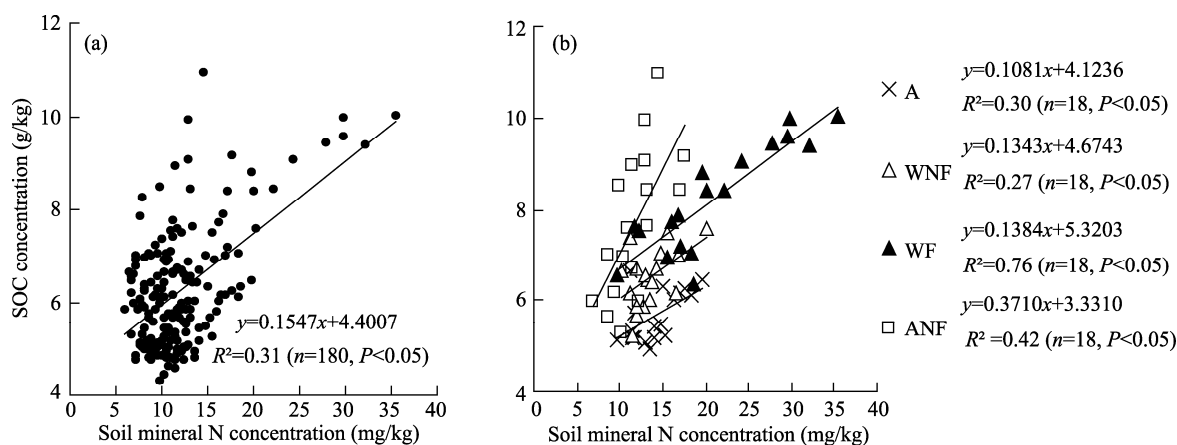 (a)
SOC concentration (g/kg)
12
10
8
6
4
0 5 10 15 20 25 30 35 40
Soil mineral N concentration (mg/kg)
y=0.1547x+4.4007
R²=0.31 (n=180, P<0.05)
(b)
12
10
8
6
4
0 5 10 15 20 25 30 35 40
Soil mineral N concentration (mg/kg)
A
y=0.1081x+4.1236
R²=0.30 (n=18, P<0.05)
WNF
y=0.1343x+4.6743
R²=0.27 (n=18, P<0.05)
WF
y=0.1384x+5.3203
R²=0.76 (n=18, P<0.05)
ANF
y=0.3710x+3.3310
R² =0.42 (n=18, P<0.05)